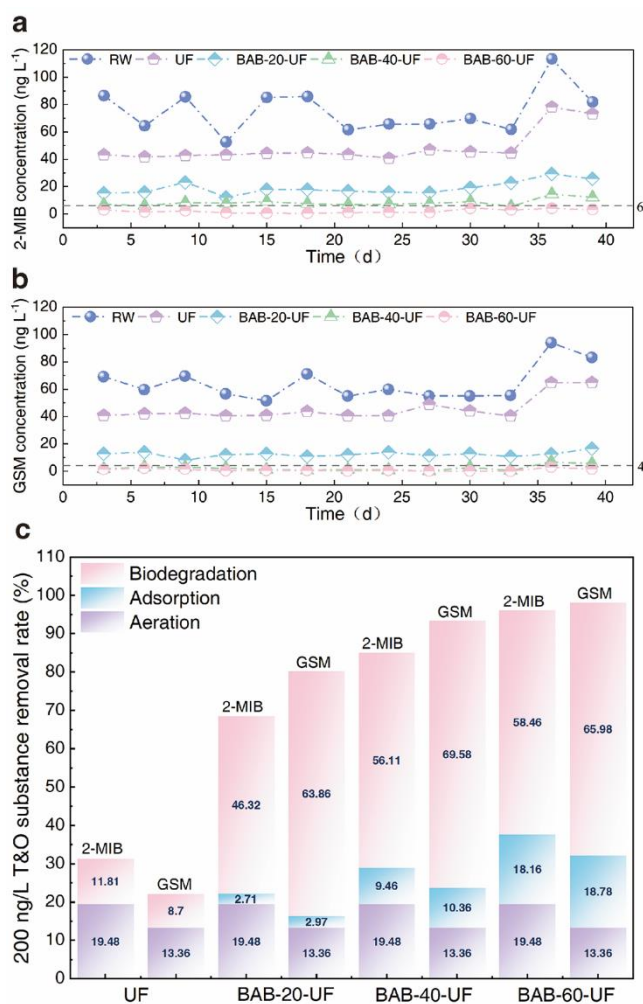 a
RW UF BAB-20-UF BAB-40-UF BAB-60-UF
2-MIB concentration (ng L⁻¹)
120
100
80
60
40
20
0
6
0 5 10 15 20 25 30 35 40
Time（d）
b
RW UF BAB-20-UF BAB-40-UF BAB-60-UF
GSM concentration (ng L⁻¹)
120
100
80
60
40
20
0
4
0 5 10 15 20 25 30 35 40
Time（d）
c
200 ng/L T&O substance removal rate (%)
110
100
90
80
70
60
50
40
30
20
10
0
Biodegradation
Adsorption
Aeration
2-MIB
11.81
19.48
GSM
8.7
13.36
2-MIB
46.32
2.71
19.48
GSM
63.86
2.97
13.36
2-MIB
56.11
9.46
19.48
GSM
69.58
10.36
13.36
2-MIB
58.46
18.16
19.48
GSM
65.98
18.78
13.36
UF BAB-20-UF BAB-40-UF BAB-60-UF